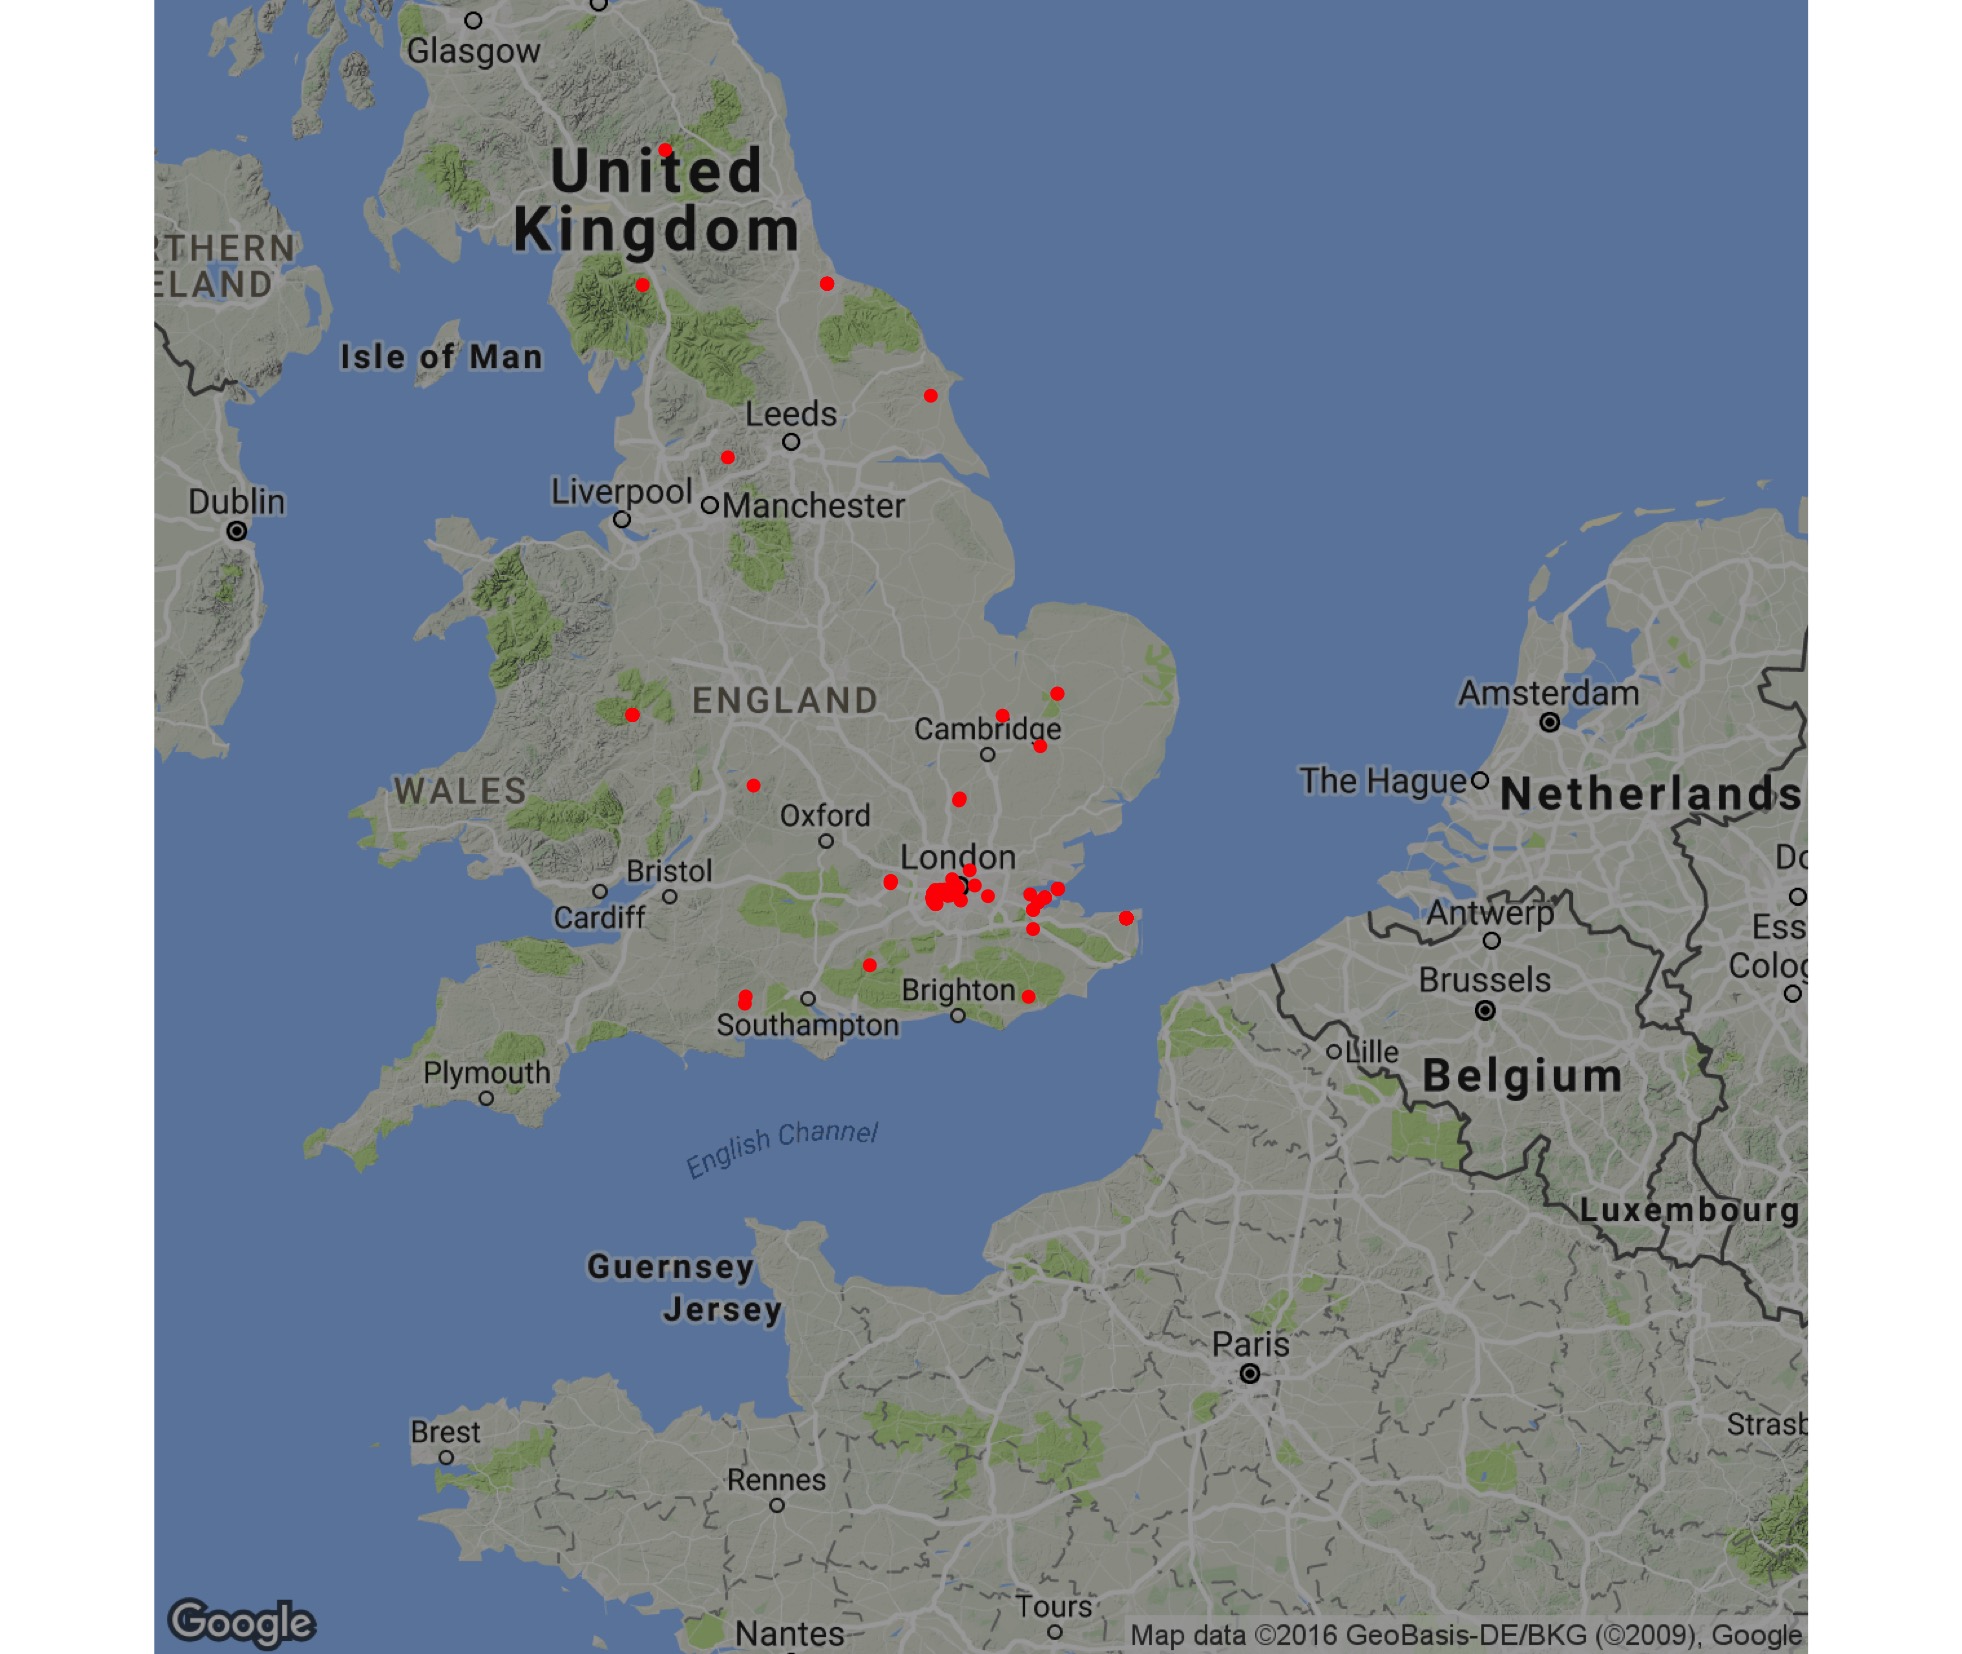 Glasgow
United
Kingdom
RTHERN
ELAND
Isle of Man
Leeds
Liverpool
Manchester
Dublin
ENGLAND
Cambridge
Amsterdam
WALES
The Hague
Netherlands
Oxford
London
Do
Bristol
Cardiff
Antwerp
Ess
Brussels
Colog
Brighton
Southampton
Lille
Belgium
Plymouth
English Channel
Luxembourg
Guernsey
Jersey
Paris
Brest
Strasb
Rennes
Tours
Google
Nantes
Map data ©2016 GeoBasis-DE/BKG (©2009), Google